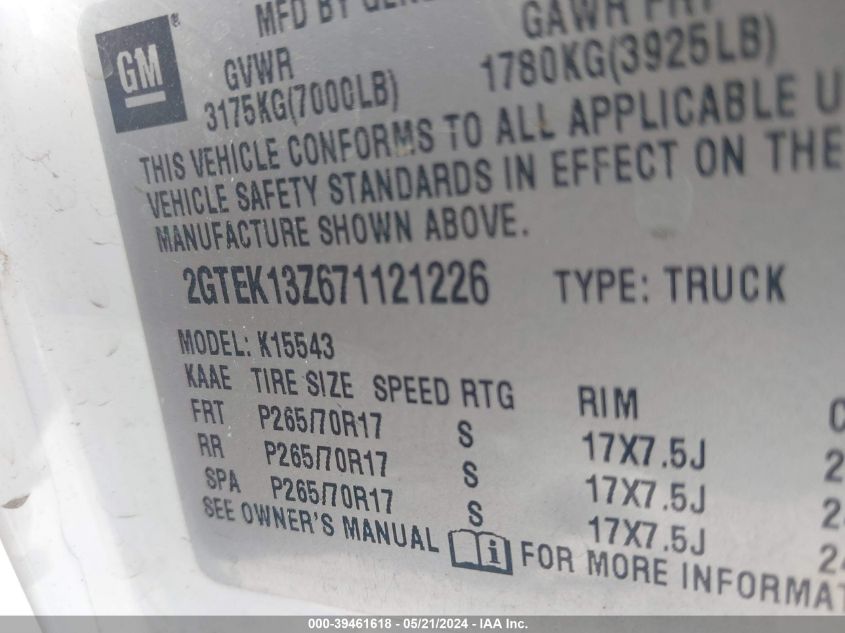 GM
MFD BY
GVWR
3175KG(7000LB)
GAWR FRT
1780KG(3925LB)
THIS VEHICLE CONFORMS TO ALL APPLICABLE
VEHICLE SAFETY STANDARDS IN EFFECT ON THE
MANUFACTURE SHOWN ABOVE.
2GTEK13Z671121226 TYPE: TRUCK
MODEL: K15543
KAAE TIRE SIZE SPEED RTG RIM
FRT P265/70R17 S 17X7.5J
RR P265/70R17 S 17X7.5J
SPA P265/70R17 S 17X7.5J
SEE OWNER'S MANUAL FOR MORE
000-39461618 - 05/21/2024 - IAA Inc.